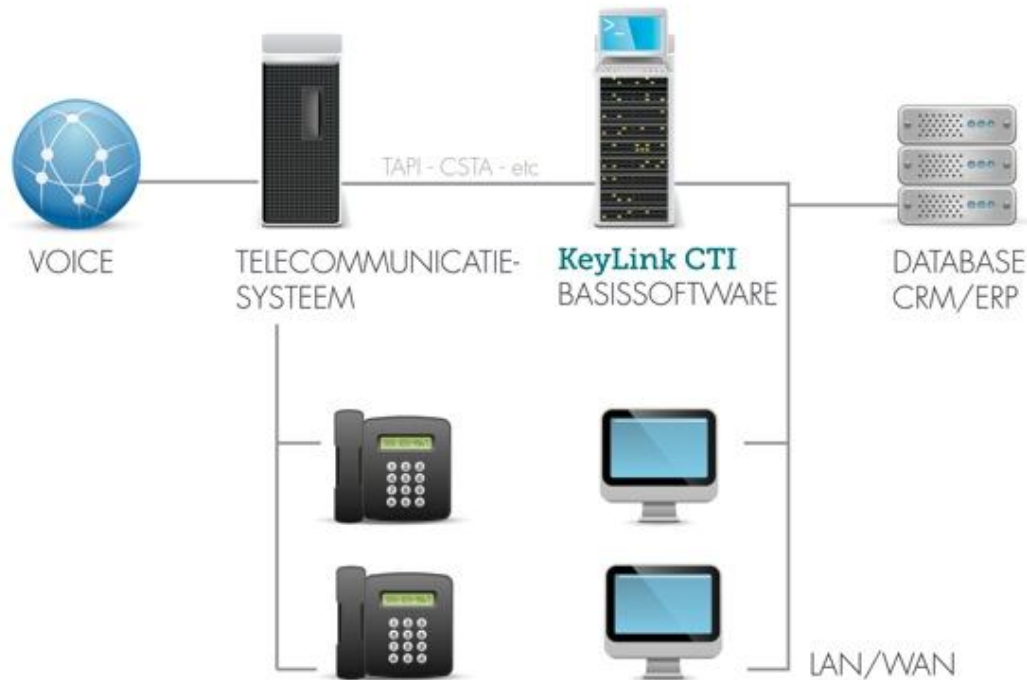 TAPI - CSTA - etc
VOICE
TELECOMMUNICATIE-
SYSTEEM
KeyLink CTI
BASISSOFTWARE
DATABASE
CRM/ERP
LAN/WAN